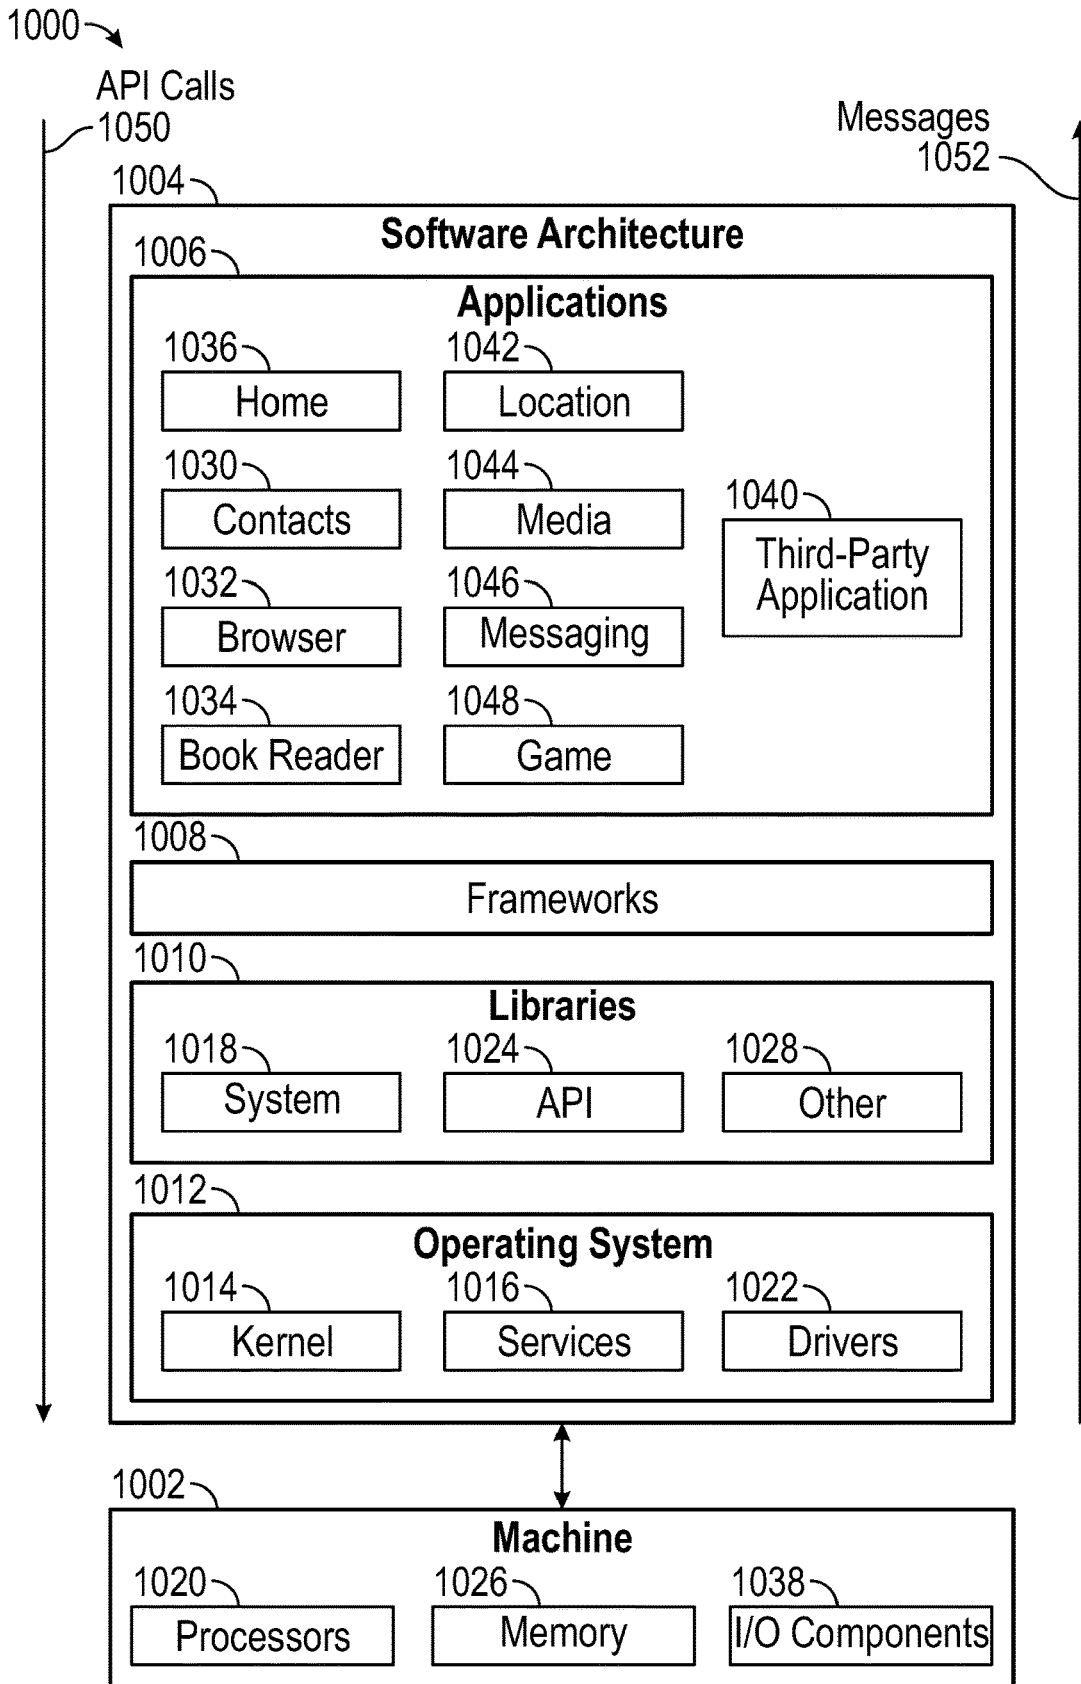 1000
API Calls
1050
Messages
1052
1004
Software Architecture
1006
Applications
1036
Home
1042
Location
1030
Contacts
1044
Media
1040
Third-Party
Application
1032
Browser
1046
Messaging
1034
Book Reader
1048
Game
1008
Frameworks
1010
Libraries
1018
System
1024
API
1028
Other
1012
Operating System
1014
Kernel
1016
Services
1022
Drivers
1002
Machine
1020
Processors
1026
Memory
1038
I/O Components